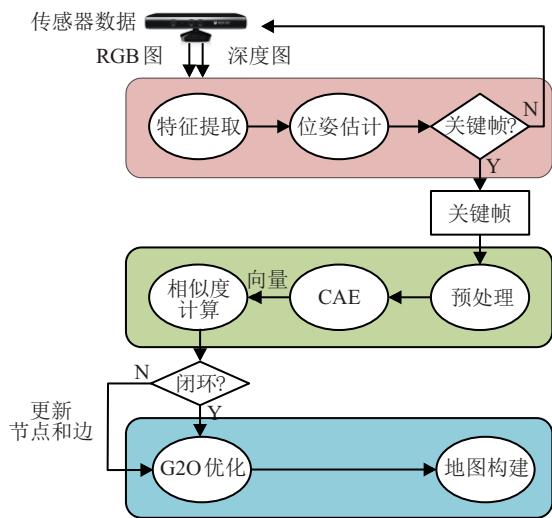 传感器数据
RGB图
深度图
特征提取
位姿估计
关键帧?
N
Y
关键帧
相似度
计算
向量
CAE
预处理
N
闭环?
更新
节点和边
Y
G2O优化
地图构建